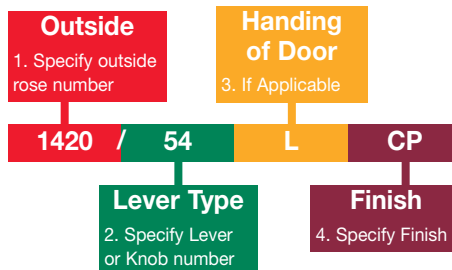 Outside
1. Specify outside
rose number
Handing
of Door
3. If Applicable
1420 / 54 L CP
Lever Type
2. Specify Lever
or Knob number
Finish
4. Specify Finish